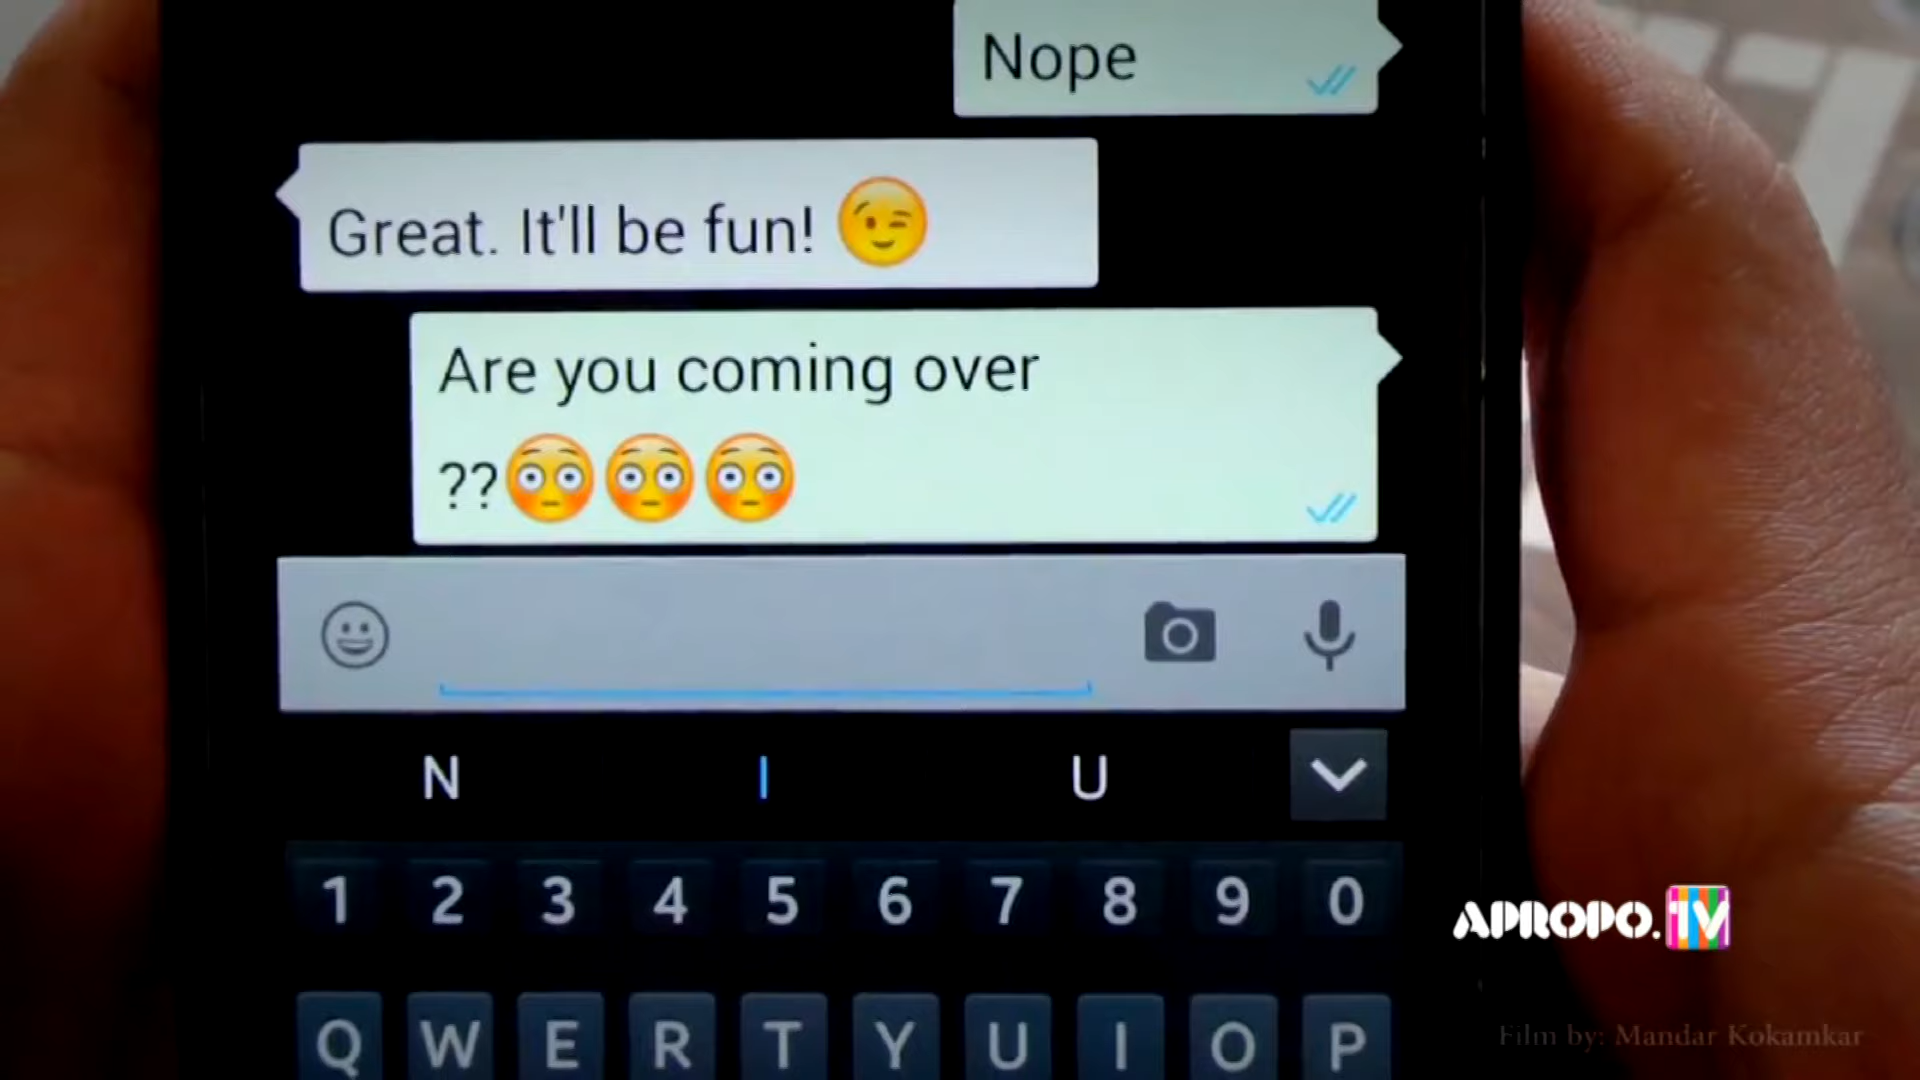 Nope
Great. It'll be fun! 😉
Are you coming over
??😳😳😳
N I U
1 2 3 4 5 6 7 8 9 0
Q W E R T Y U I O P
APROPO.TV
Film by: Mandar Kokamkar